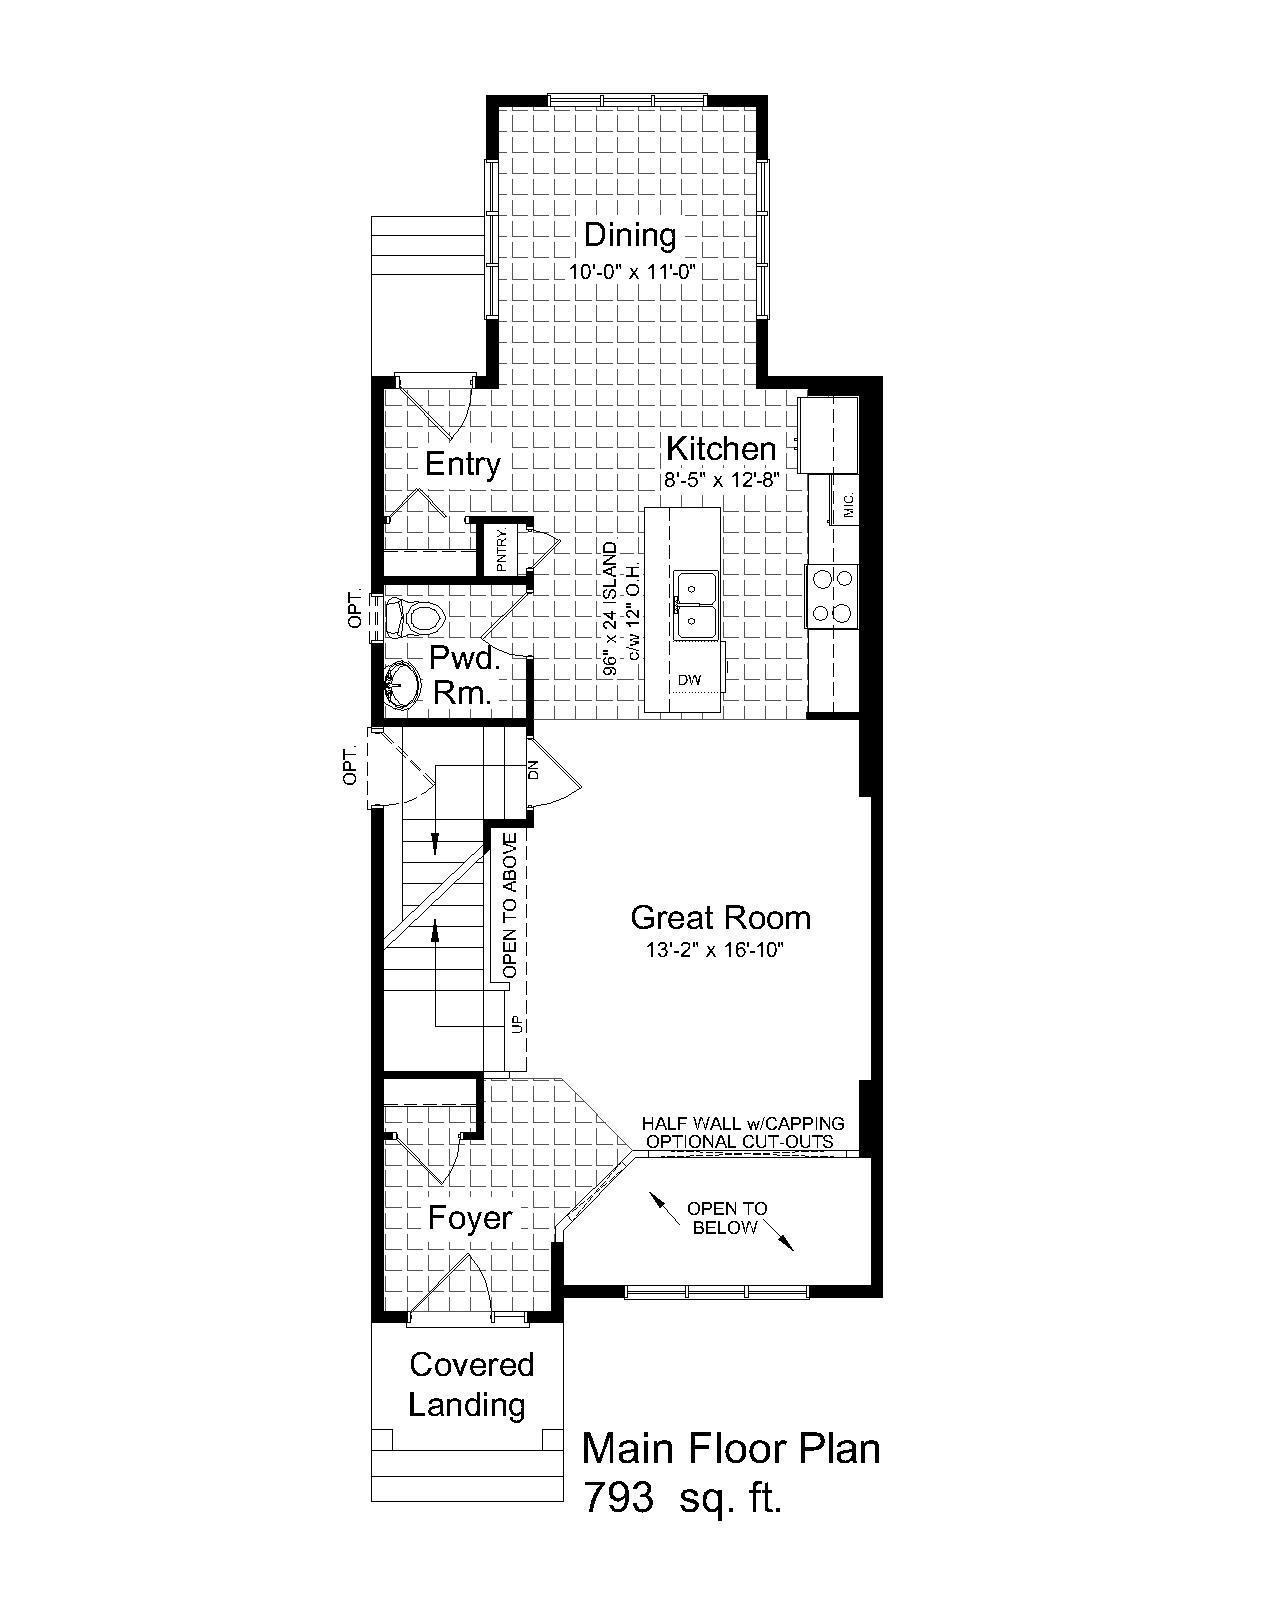 Dining
10'-0" x 11'-0"
Kitchen
8'-5" x 12'-8"
Entry
MIC.
PNTRY.
96" x 24 ISLAND
c/w 12" O.H.
OPT.
Pwd.
Rm.
DW
OPT.
DN
OPEN TO ABOVE
Great Room
13'-2" x 16'-10"
UP
HALF WALL w/CAPPING
OPTIONAL CUT-OUTS
OPEN TO
BELOW
Foyer
Covered
Landing
Main Floor Plan
793 sq. ft.